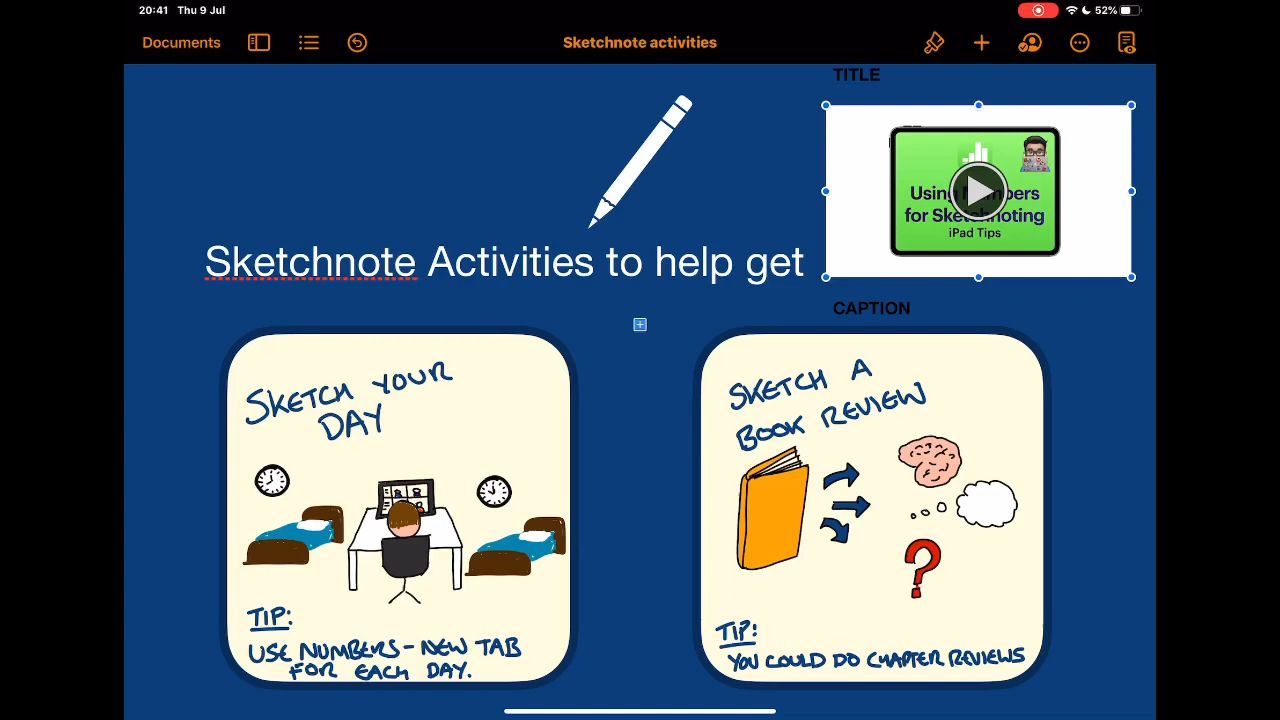 20:41 Thu 9 Jul
52%
Documents
Sketchnote activities
TITLE
Using Numbers
for Sketchnoting
iPad Tips
Sketchnote Activities to help get
CAPTION
SKETCH YOUR
DAY
TIP:
USE NUMBERS - NEW TAB
FOR EACH DAY.
SKETCH A
BOOK REVIEW
?
TIP:
YOU COULD DO CHAPTER REVIEWS